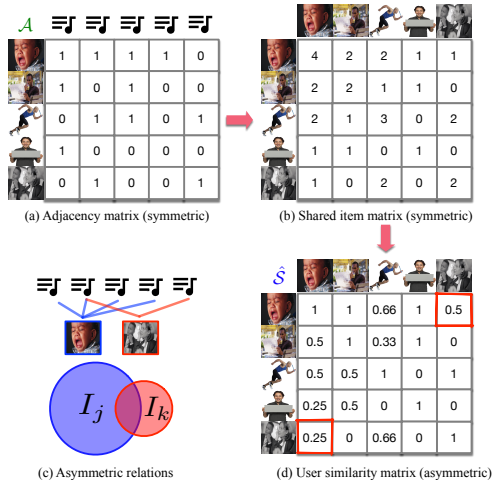 𝒜
1 1 1 1 0
1 0 1 0 0
0 1 1 0 1
1 0 0 0 0
0 1 0 0 1
(a) Adjacency matrix (symmetric)
4 2 2 1 1
2 2 1 1 0
2 1 3 0 2
1 1 0 1 0
1 0 2 0 2
(b) Shared item matrix (symmetric)
I_j I_k
(c) Asymmetric relations
𝒮̂
1 1 0.66 1 0.5
0.5 1 0.33 1 0
0.5 0.5 1 0 1
0.25 0.5 0 1 0
0.25 0 0.66 0 1
(d) User similarity matrix (asymmetric)